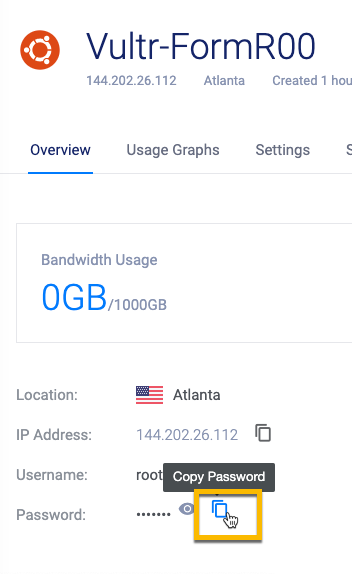 Vultr-FormR00
144.202.26.112 Atlanta Created 1 hou
Overview Usage Graphs Settings S
Bandwidth Usage
0GB/1000GB
Location: Atlanta
IP Address: 144.202.26.112
Username: root
Copy Password
Password: •••••••